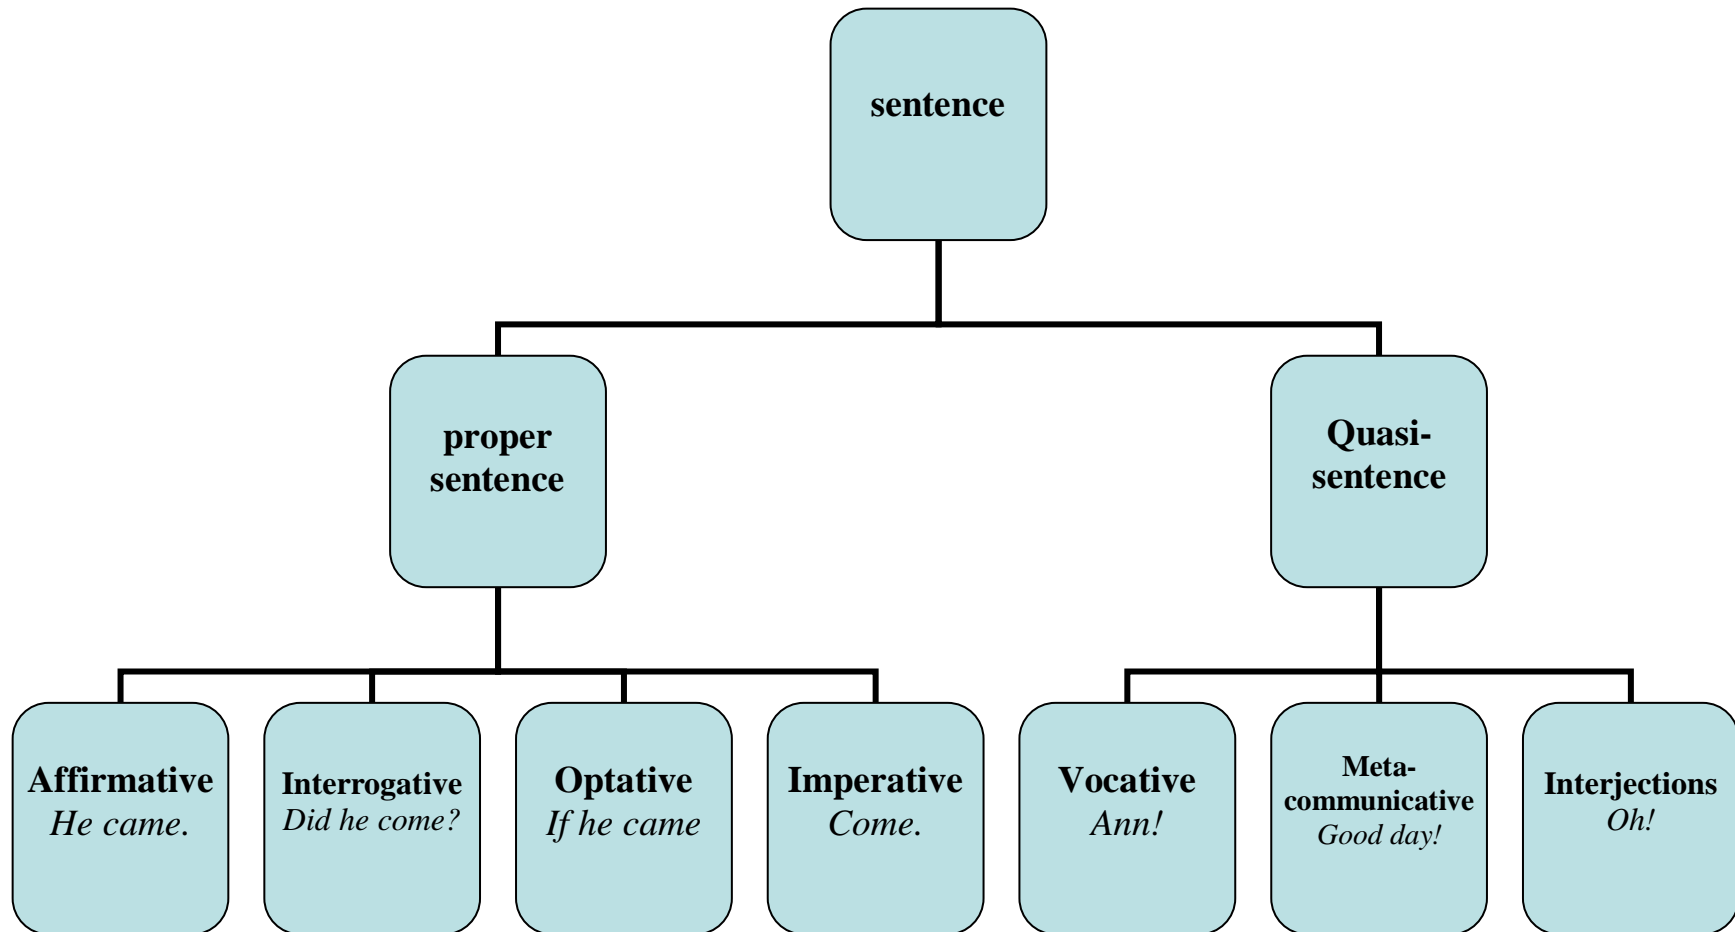 sentence
proper
sentence
Quasi-
sentence
Affirmative
He came.
Interrogative
Did he come?
Optative
If he came
Imperative
Come.
Vocative
Ann!
Meta-
communicative
Good day!
Interjections
Oh!